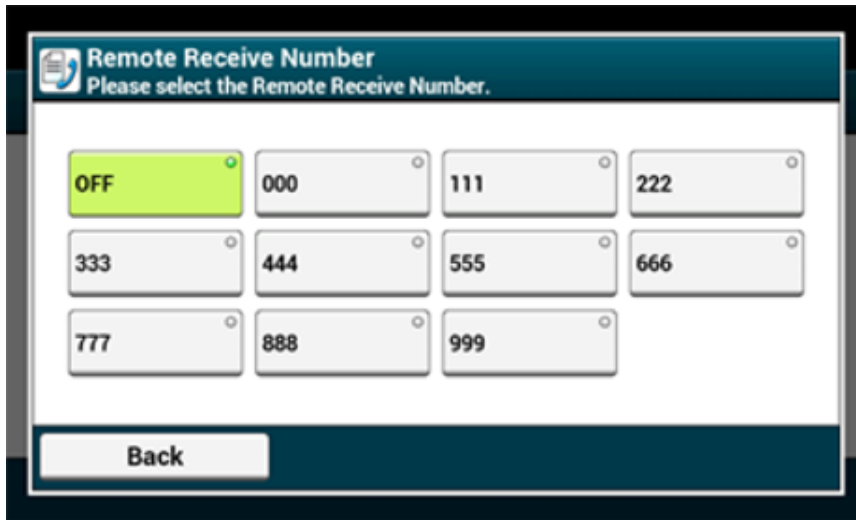 Remote Receive Number
Please select the Remote Receive Number.
OFF
000
111
222
333
444
555
666
777
888
999
Back